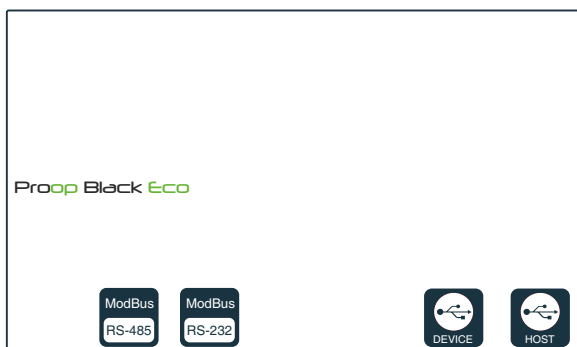 Proop Black Eco
ModBus
RS-485
ModBus
RS-232
DEVICE
HOST